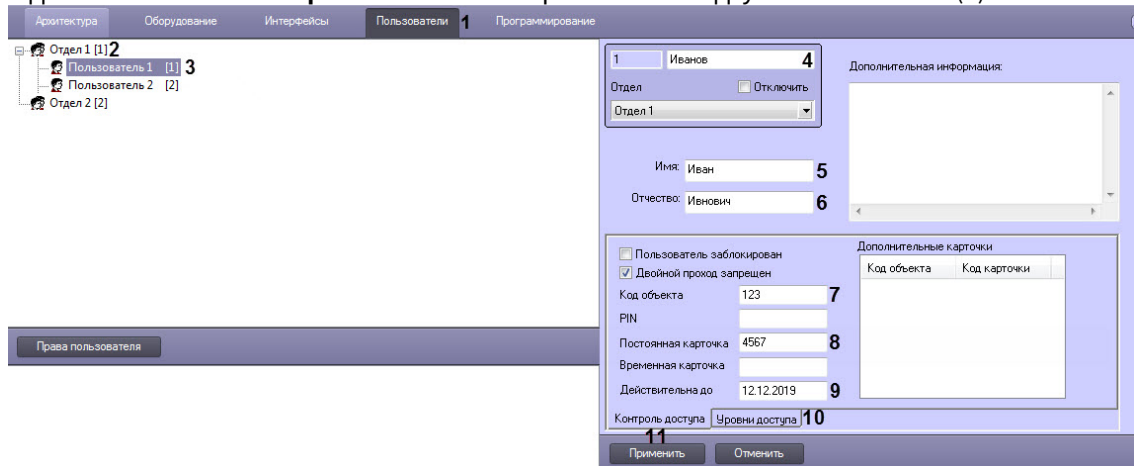 Архитектура Оборудование Интерфейсы Пользователи 1 Программирование
Отдел 1 [1] 2
Пользователь 1 [1] 3
Пользователь 2 [2]
Отдел 2 [2]
1 Иванов 4
Отдел Отключить
Отдел 1
Дополнительная информация:
Имя: Иван 5
Отчество: Ивнович 6
Пользователь заблокирован
Двойной проход запрещен
Код объекта 123 7
PIN
Постоянная карточка 4567 8
Временная карточка
Действительна до 12.12.2019 9
Дополнительные карточки
Код объекта Код карточки
Контроль доступа Уровни доступа 10
11
Права пользователя
Применить Отменить